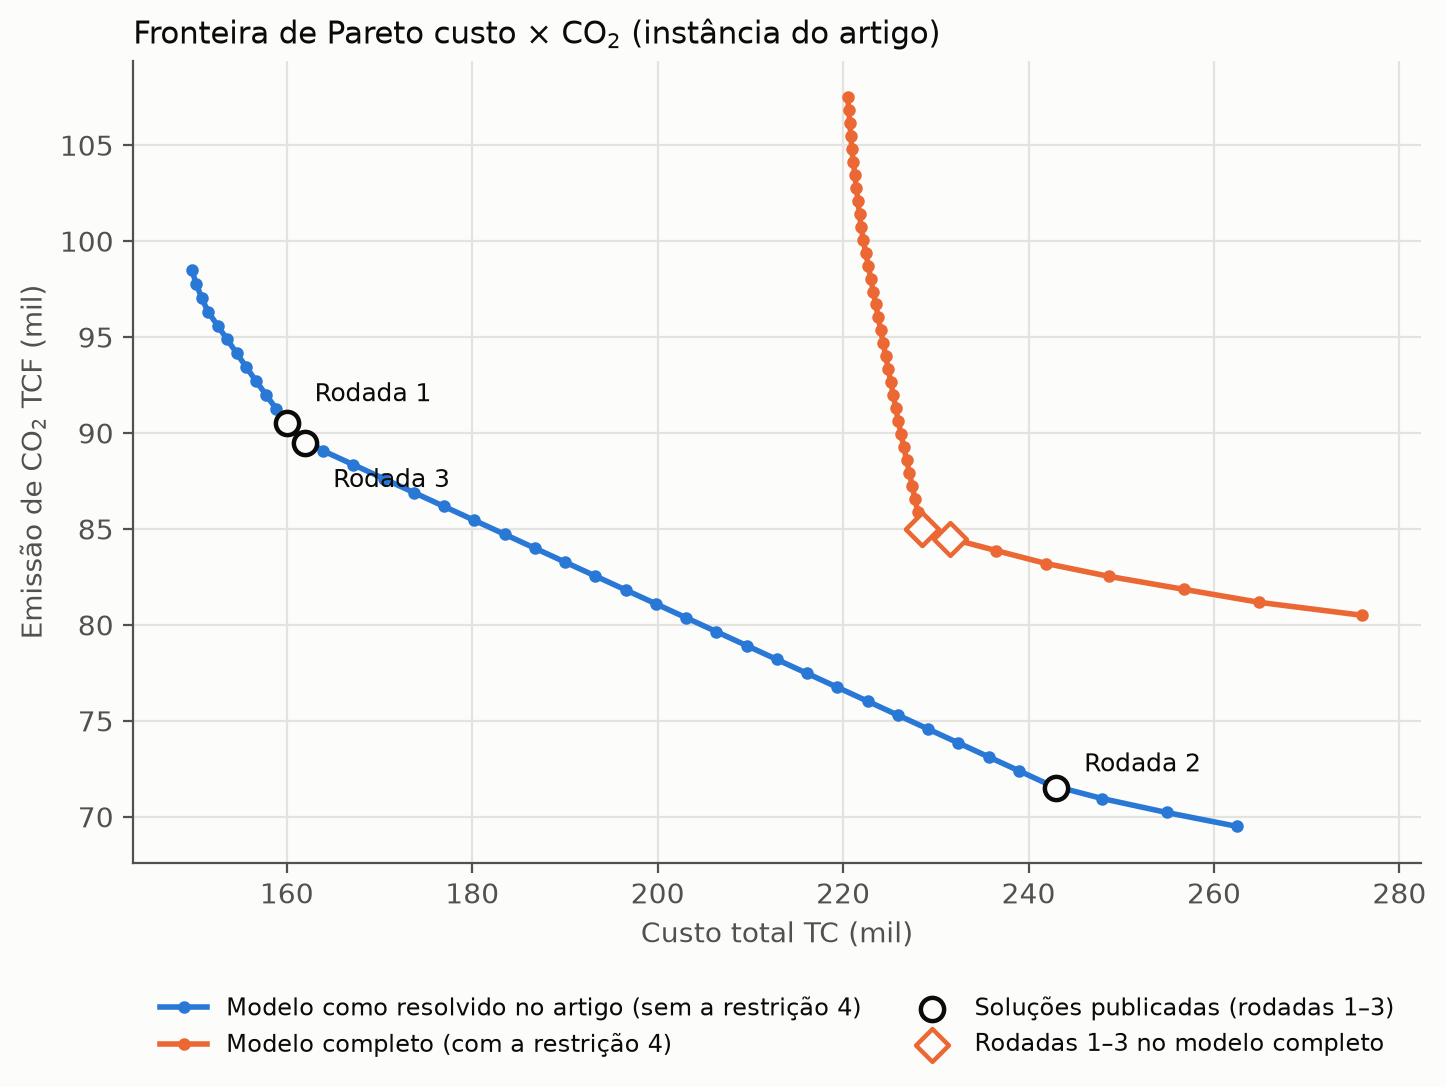 Fronteira de Pareto custo × CO₂ (instância do artigo)
Emissão de CO₂ TCF (mil)
105
100
95
90
85
80
75
70
Rodada 1
Rodada 3
Rodada 2
160 180 200 220 240 260 280
Custo total TC (mil)
Modelo como resolvido no artigo (sem a restrição 4)
Modelo completo (com a restrição 4)
Soluções publicadas (rodadas 1–3)
Rodadas 1–3 no modelo completo